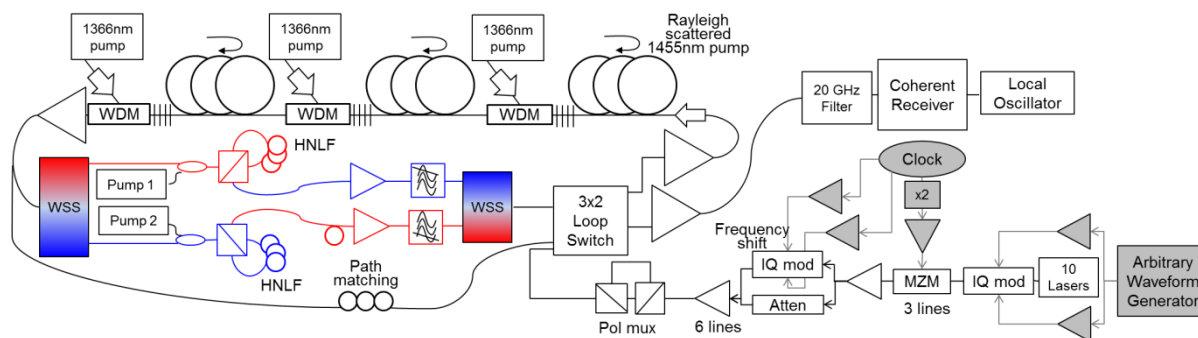 1366nm
pump
1366nm
pump
1366nm
pump
Rayleigh
scattered
1455nm pump
WDM
WDM
WDM
20 GHz
Filter
Coherent
Receiver
Local
Oscillator
HNLF
Pump 1
WSS
Pump 2
HNLF
WSS
3x2
Loop
Switch
Path
matching
Clock
x2
Frequency
shift
IQ mod
Atten
MZM
3 lines
IQ mod
10
Lasers
Arbitrary
Waveform
Generator
Pol mux
6 lines